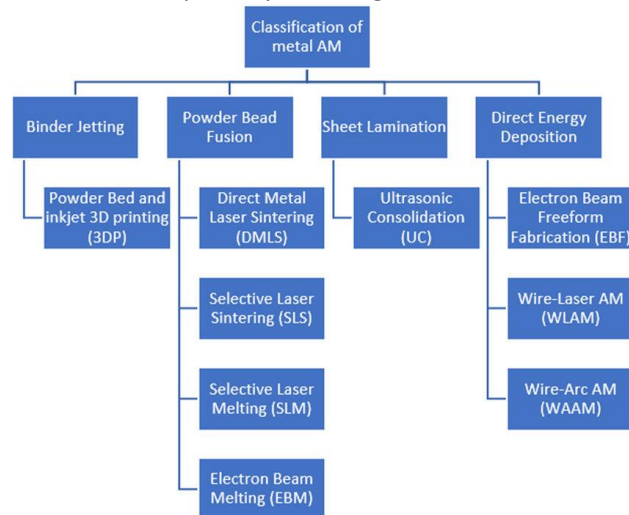 Classification of
metal AM
Binder Jetting
Powder Bead
Fusion
Sheet Lamination
Direct Energy
Deposition
Powder Bed and
inkjet 3D printing
(3DP)
Direct Metal
Laser Sintering
(DMLS)
Ultrasonic
Consolidation
(UC)
Electron Beam
Freeform
Fabrication (EBF)
Selective Laser
Sintering (SLS)
Wire-Laser AM
(WLAM)
Selective Laser
Melting (SLM)
Wire-Arc AM
(WAAM)
Electron Beam
Melting (EBM)